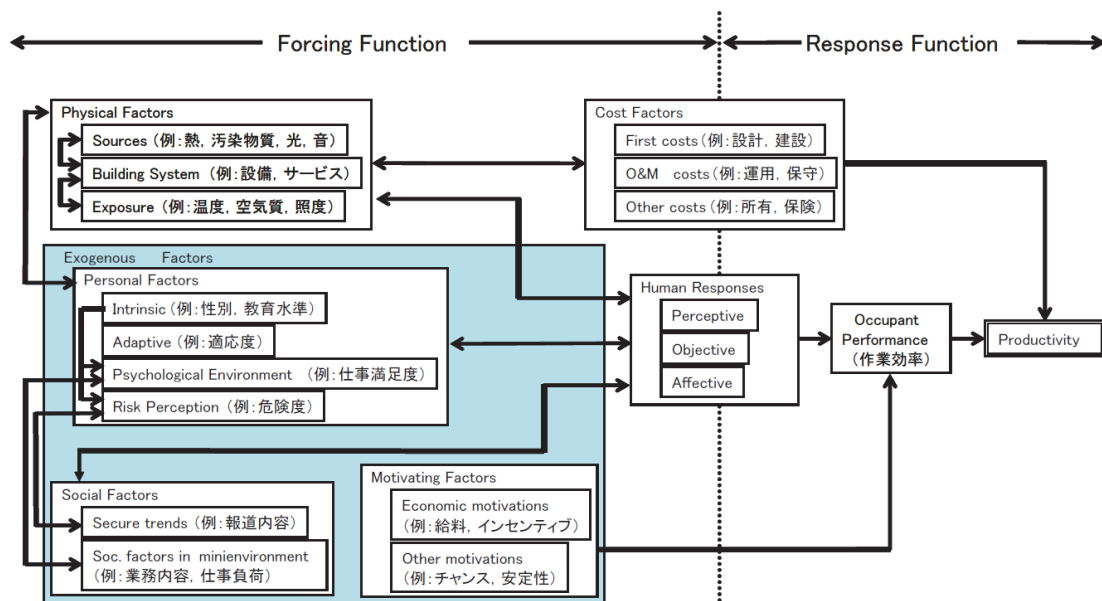 Forcing Function
Response Function
Physical Factors
Sources (例：熱, 汚染物質, 光, 音)
Building System (例：設備, サービス)
Exposure (例：温度, 空気質, 照度)
Cost Factors
First costs (例：設計, 建設)
O&M costs (例：運用, 保守)
Other costs (例：所有, 保険)
Exogenous Factors
Personal Factors
Intrinsic (例：性別, 教育水準)
Adaptive (例：適応度)
Psychological Environment (例：仕事満足度)
Risk Perception (例：危険度)
Human Responses
Perceptive
Objective
Affective
Occupant
Performance
(作業効率)
Productivity
Social Factors
Secure trends (例：報道内容)
Soc. factors in minienvironment
(例：業務内容, 仕事負荷)
Motivating Factors
Economic motivations
(例：給料, インセンティブ)
Other motivations
(例：チャンス, 安定性)